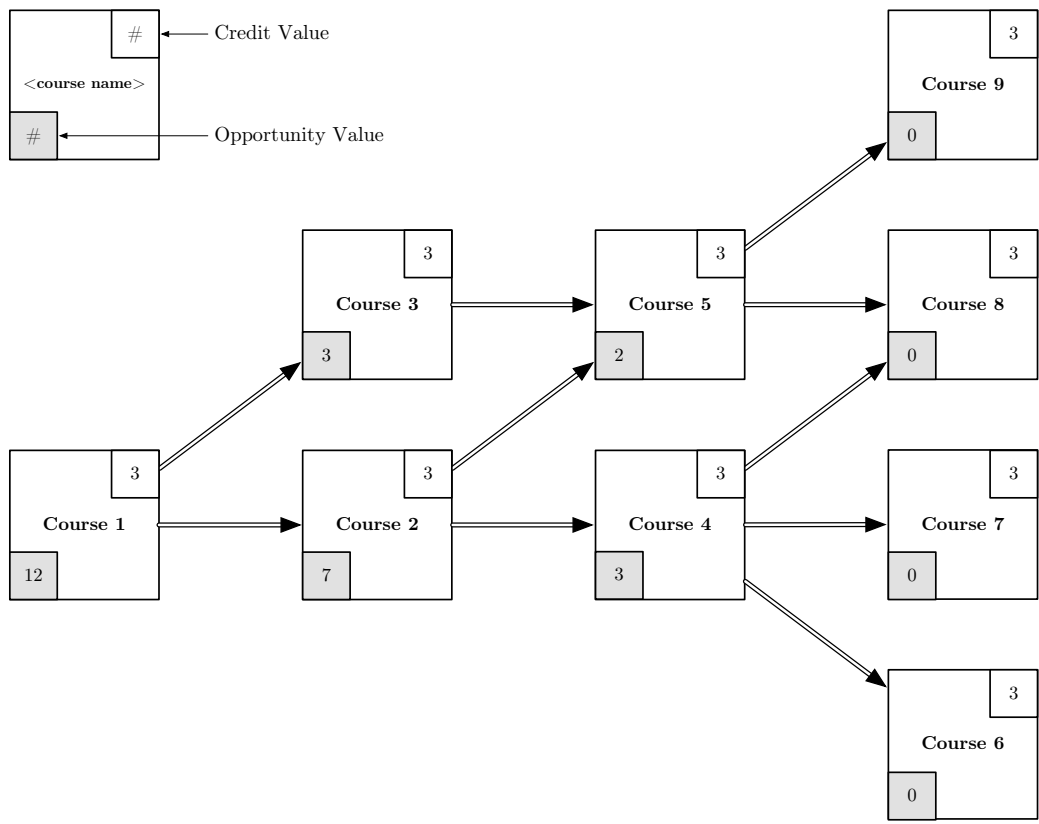 #
Credit Value
<course name>
#
Opportunity Value
3
Course 9
0
3
Course 3
3
3
Course 5
2
3
Course 8
0
3
Course 1
12
3
Course 2
7
3
Course 4
3
3
Course 7
0
3
Course 6
0